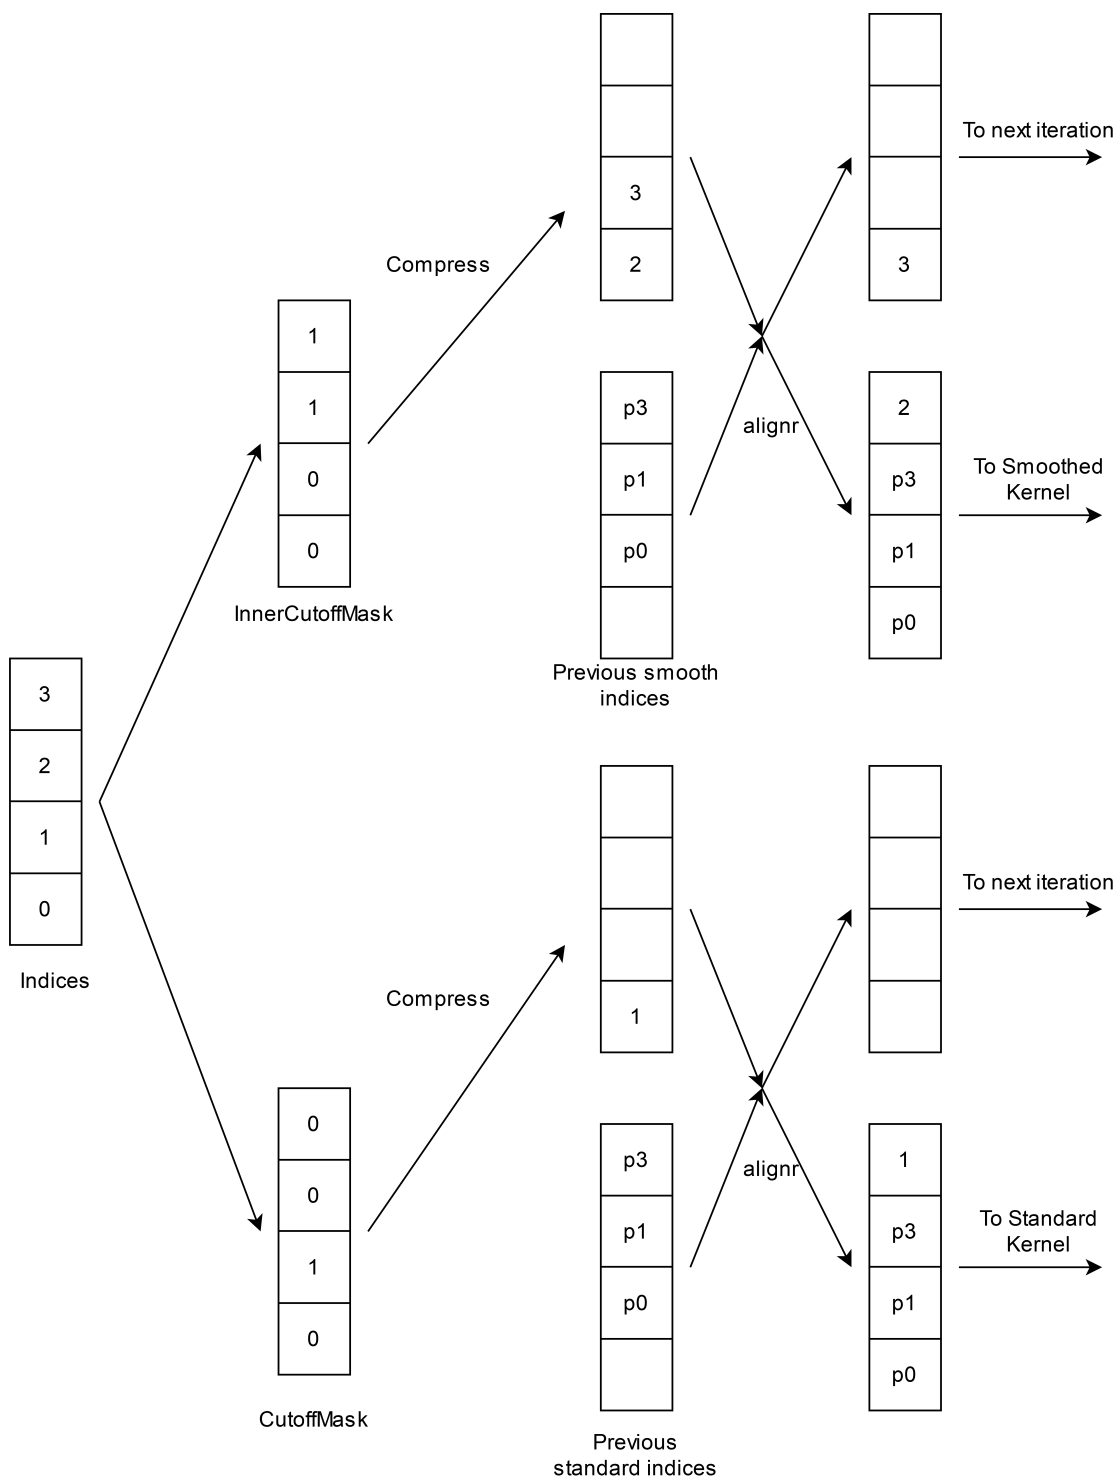 To next iteration
3
3
2
Compress
1
1
0
0
InnerCutoffMask
p3
p1
p0
alignr
Previous smooth
indices
2
p3
p1
p0
To Smoothed
Kernel
3
2
1
0
Indices
To next iteration
1
Compress
0
0
1
0
CutoffMask
p3
p1
p0
alignr
Previous
standard indices
1
p3
p1
p0
To Standard
Kernel